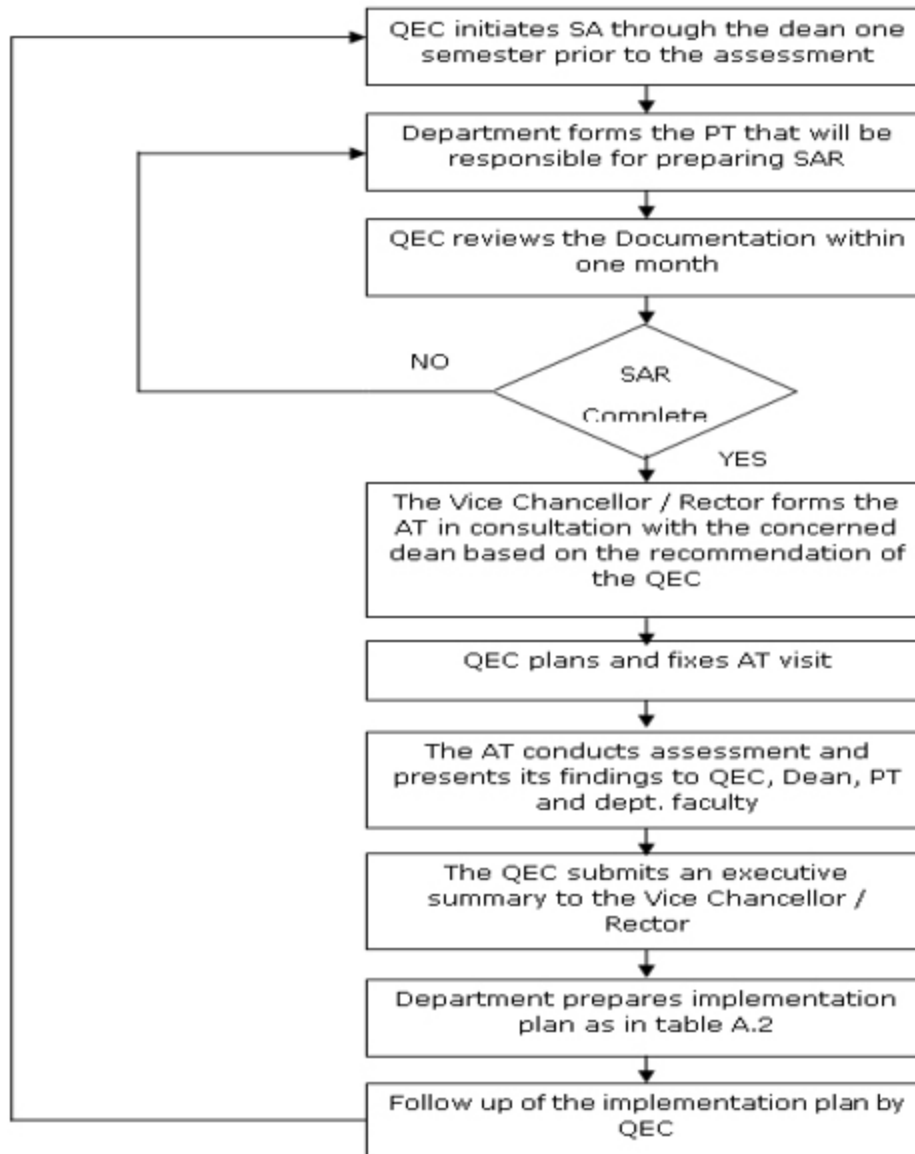 QEC initiates SA through the dean one
semester prior to the assessment
Department forms the PT that will be
responsible for preparing SAR
QEC reviews the Documentation within
one month
NO
SAR
Complete
YES
The Vice Chancellor / Rector forms the
AT in consultation with the concerned
dean based on the recommendation of
the QEC
QEC plans and fixes AT visit
The AT conducts assessment and
presents its findings to QEC, Dean, PT
and dept. faculty
The QEC submits an executive
summary to the Vice Chancellor /
Rector
Department prepares implementation
plan as in table A.2
Follow up of the implementation plan by
QEC